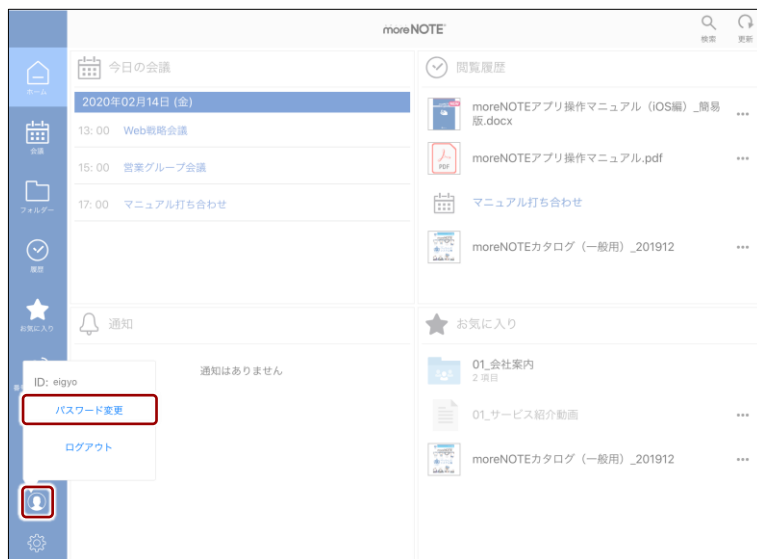 moreNOTE
検索
更新
ホーム
会議
フォルダー
履歴
お気に入り
今日の会議
2020年02月14日 (金)
13:00 Web戦略会議
15:00 営業グループ会議
17:00 マニュアル打ち合わせ
閲覧履歴
moreNOTEアプリ操作マニュアル（iOS編）_簡易
版.docx
PDF
moreNOTEアプリ操作マニュアル.pdf
マニュアル打ち合わせ
moreNOTEカタログ（一般用）_201912
通知
通知はありません
お気に入り
01_会社案内
2 項目
01_サービス紹介動画
moreNOTEカタログ（一般用）_201912
ID: eigyo
パスワード変更
ログアウト